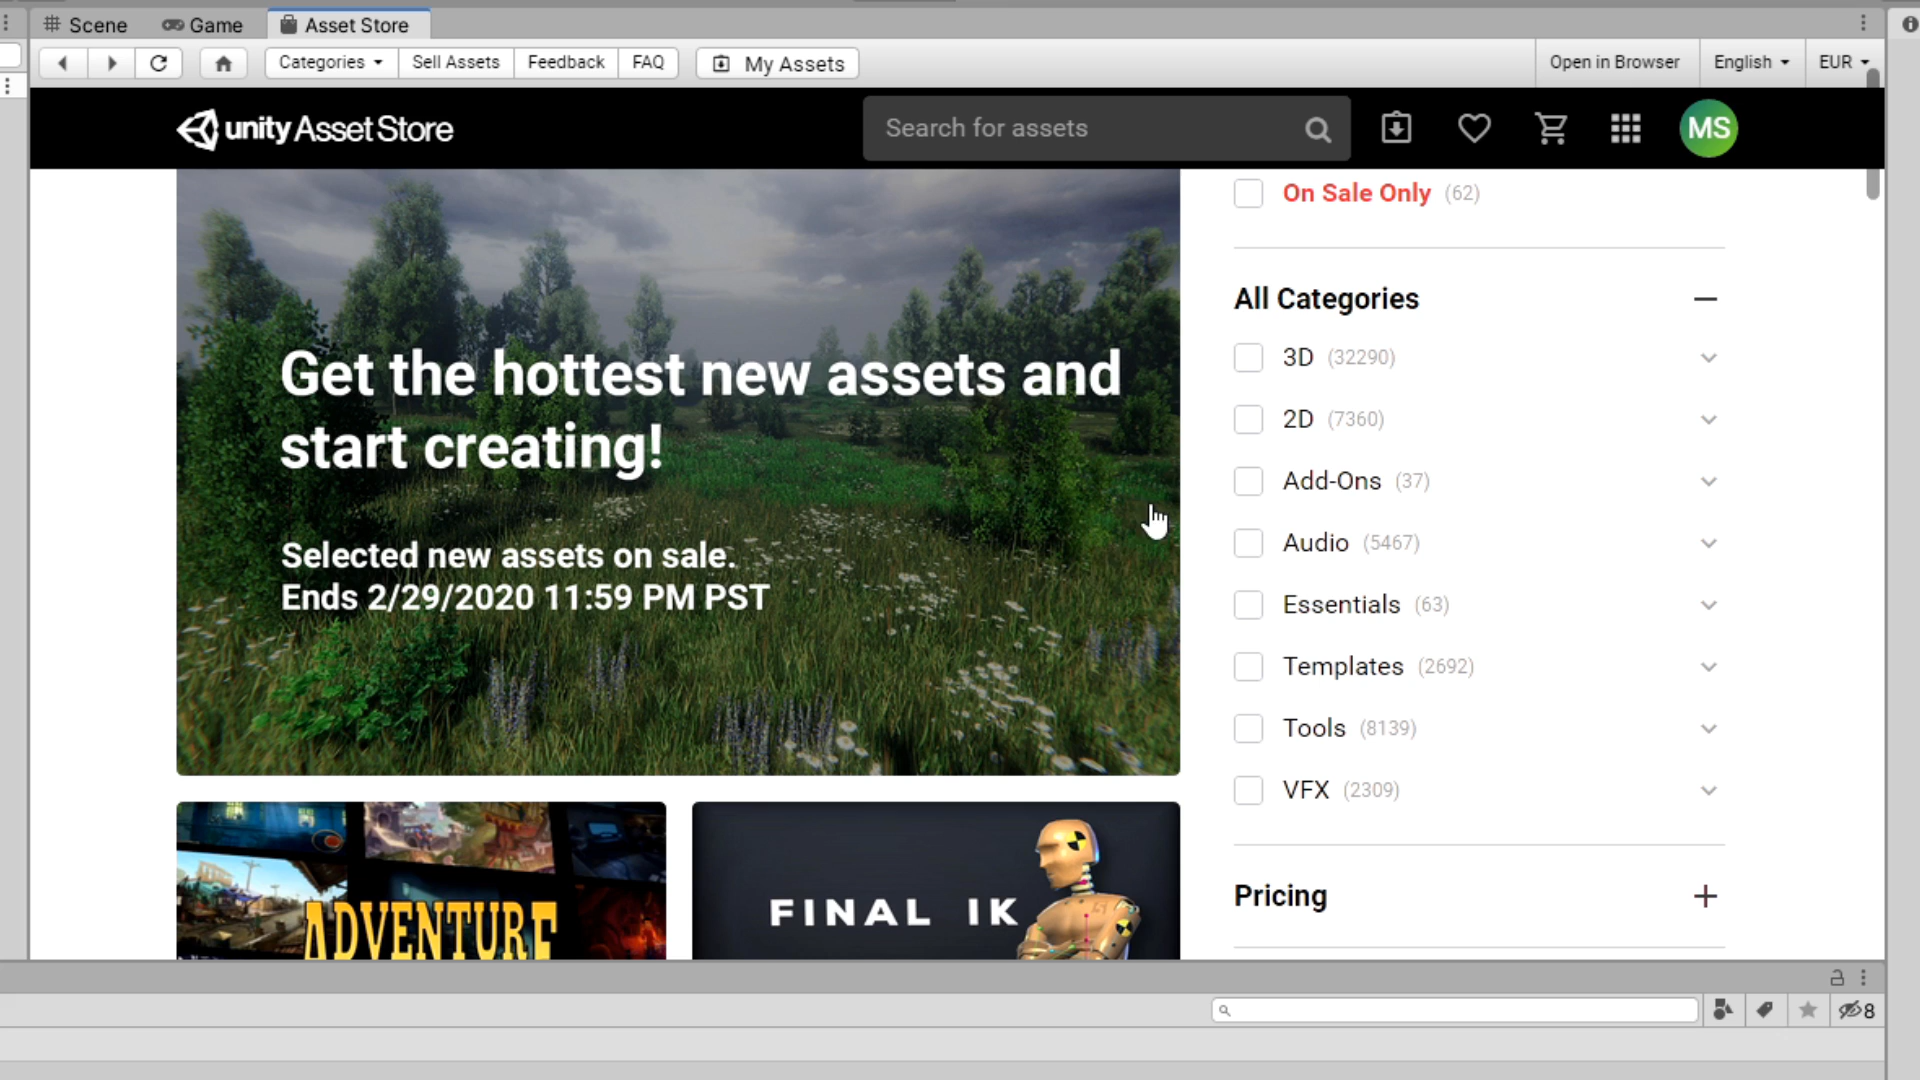 Scene
Game
Asset Store
Categories
Sell Assets
Feedback
FAQ
My Assets
Open in Browser
English
EUR
unity Asset Store
Search for assets
MS
On Sale Only (62)
Get the hottest new assets and
start creating!
Selected new assets on sale.
Ends 2/29/2020 11:59 PM PST
All Categories
3D (32290)
2D (7360)
Add-Ons (37)
Audio (5467)
Essentials (63)
Templates (2692)
Tools (8139)
VFX (2309)
Pricing
ADVENTURE
FINAL IK
8